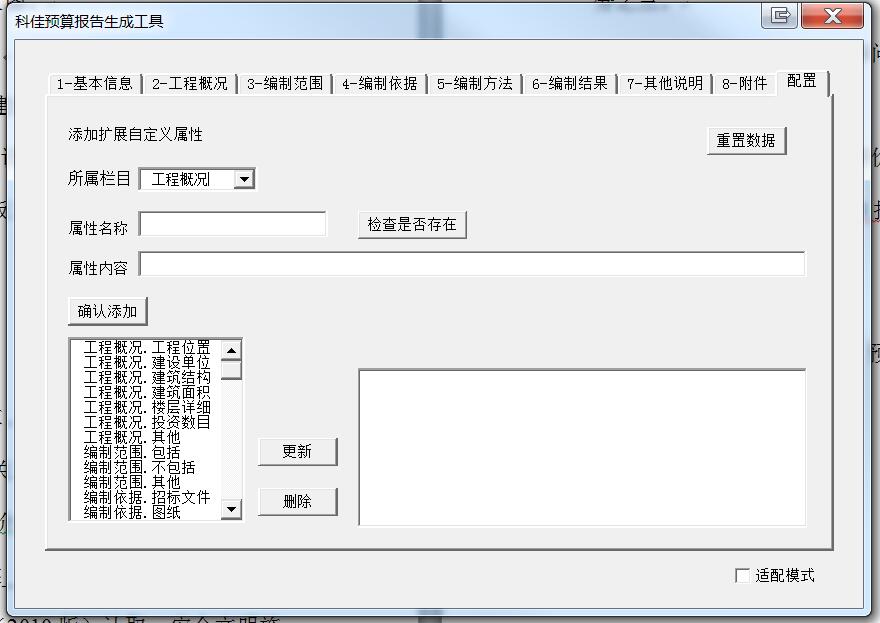 科佳预算报告生成工具
1-基本信息 2-工程概况 3-编制范围 4-编制依据 5-编制方法 6-编制结果 7-其他说明 8-附件 配置
添加扩展自定义属性
重置数据
所属栏目 工程概况
属性名称 检查是否存在
属性内容
确认添加
工程概况.工程位置
工程概况.建设单位
工程概况.建筑结构
工程概况.建筑面积
工程概况.楼层详细
工程概况.投资数目
工程概况.其他
编制范围.包括
编制范围.不包括
编制范围.其他
编制依据.招标文件
编制依据.图纸
更新
删除
适配模式